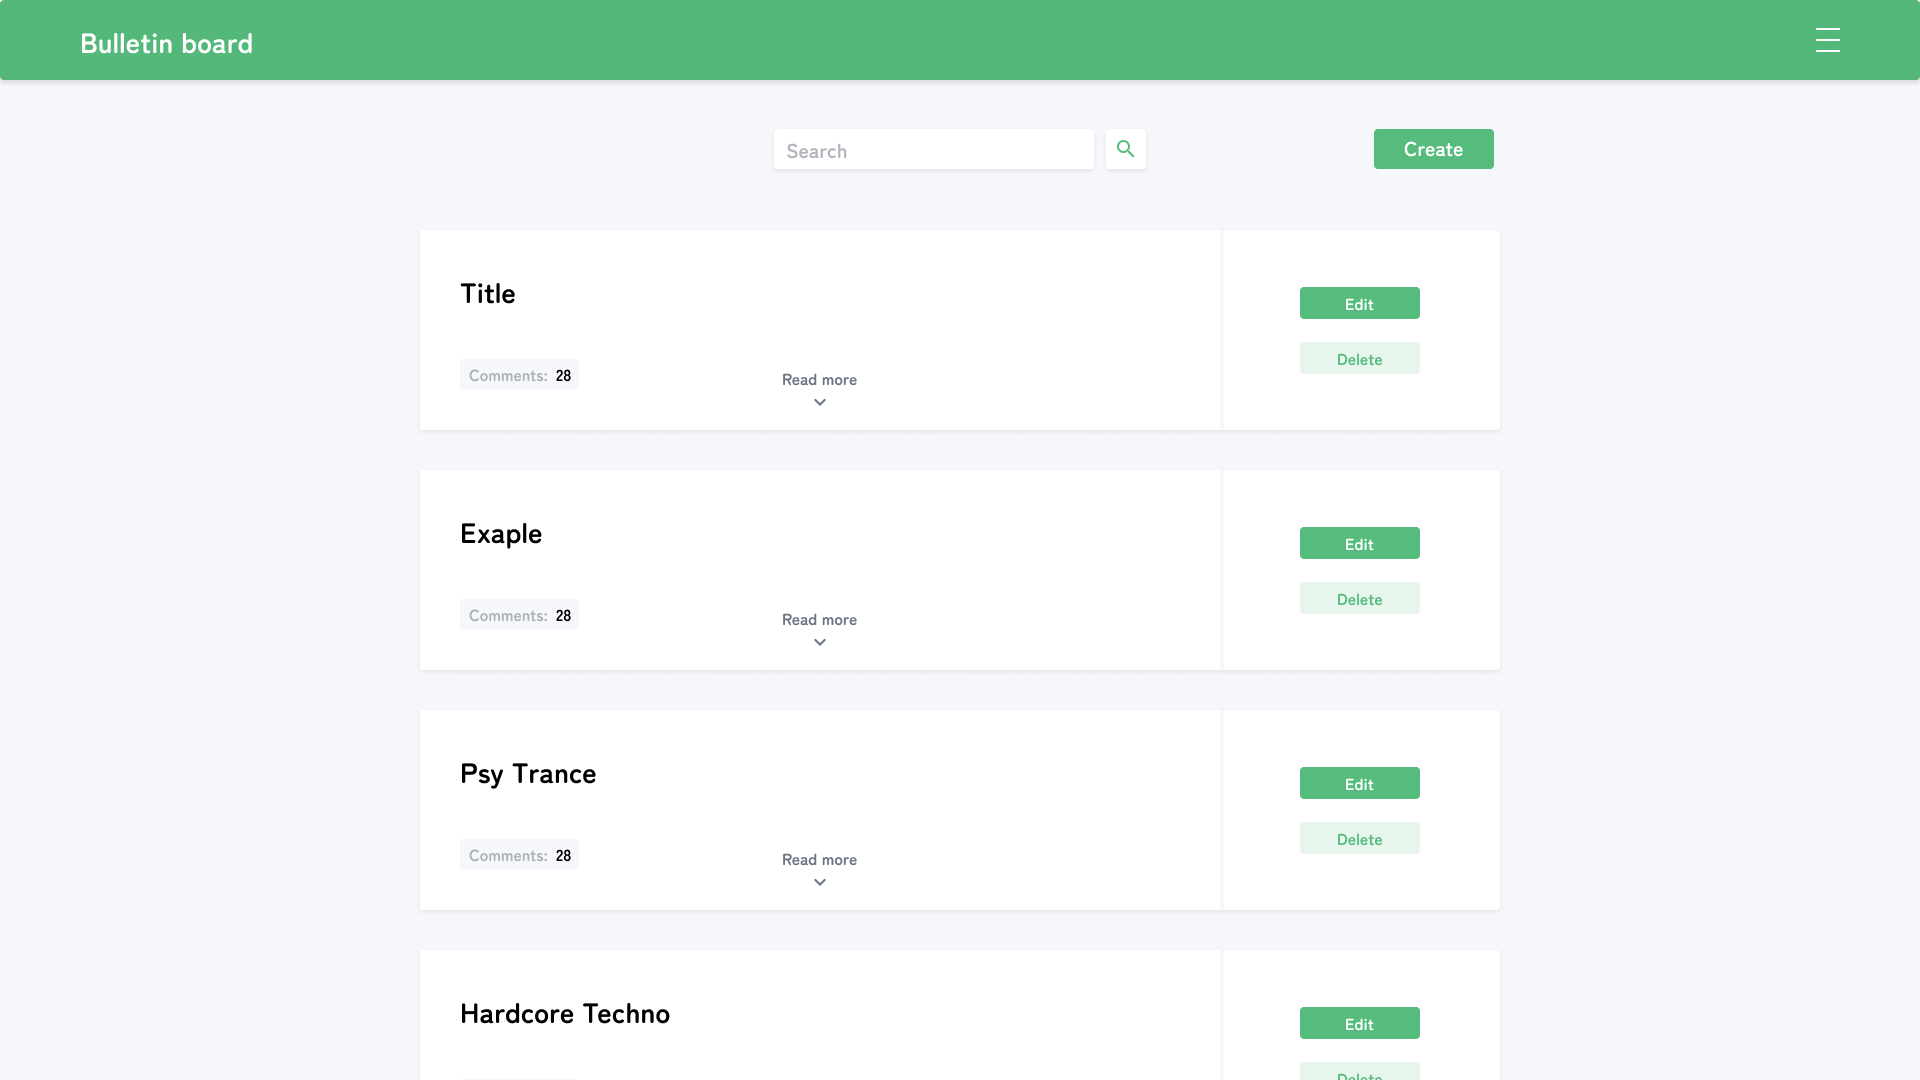 Bulletin board
Search
Create
Title
Edit
Delete
Comments: 28
Read more
Exaple
Edit
Delete
Comments: 28
Read more
Psy Trance
Edit
Delete
Comments: 28
Read more
Hardcore Techno
Edit
Delete